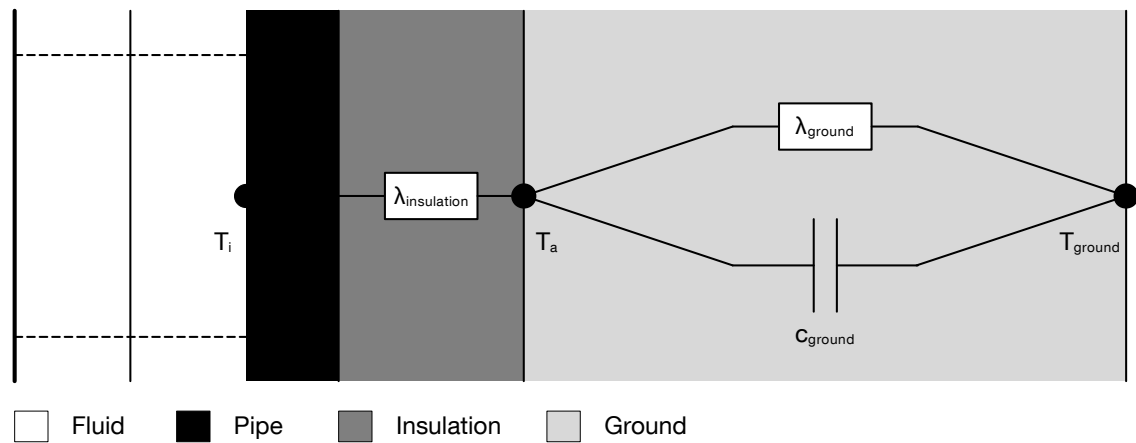 λground
λinsulation
Ti Ta Tground
cground
Fluid Pipe Insulation Ground